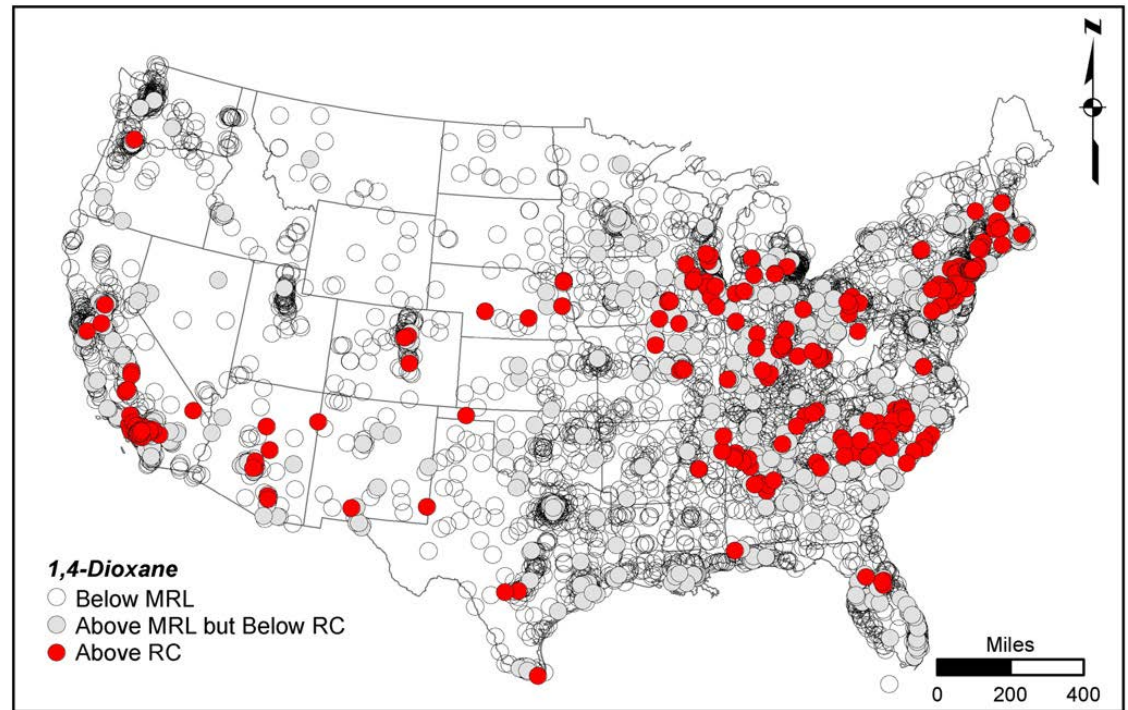 N
1,4-Dioxane
Below MRL
Above MRL but Below RC
Above RC
Miles
0 200 400